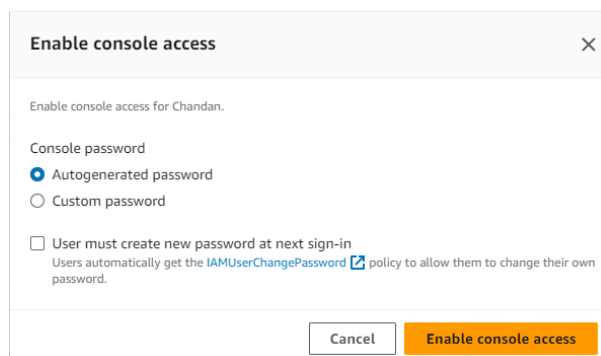 Enable console access
Enable console access for Chandan.
Console password
Autogenerated password
Custom password
User must create new password at next sign-in
Users automatically get the IAMUserChangePassword policy to allow them to change their own
password.
Cancel
Enable console access